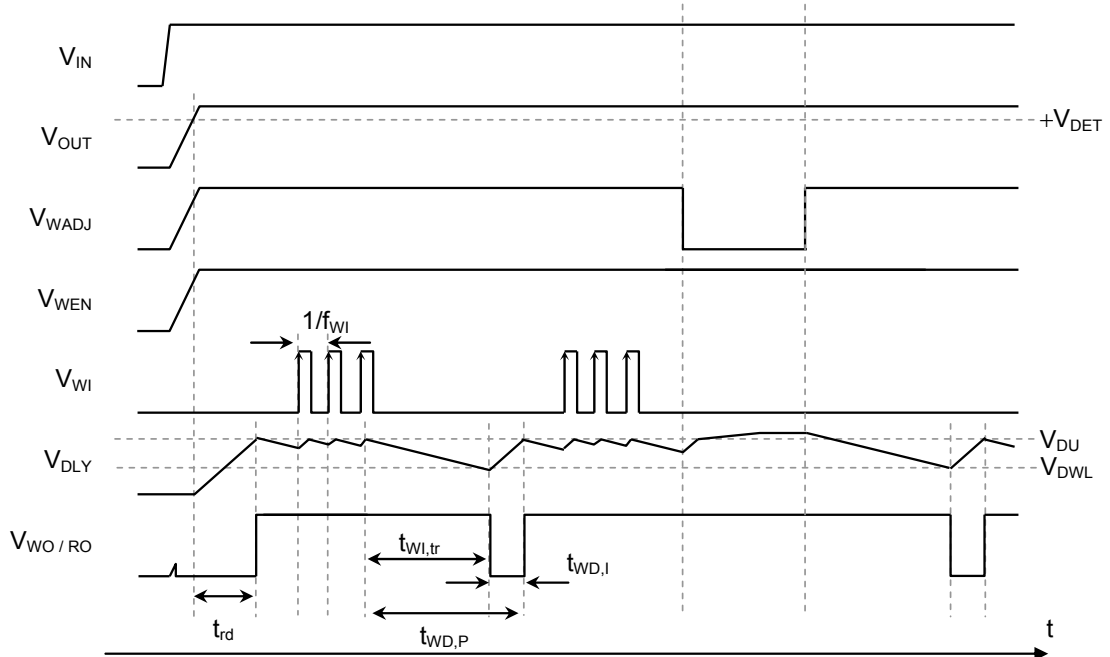 V_IN
V_OUT
+V_DET
V_WADJ
V_WEN
1/f_WI
V_WI
V_DU
V_DLY
V_DWL
V_WO / RO
t_WI,tr
t_WD,I
t_rd
t_WD,P
t